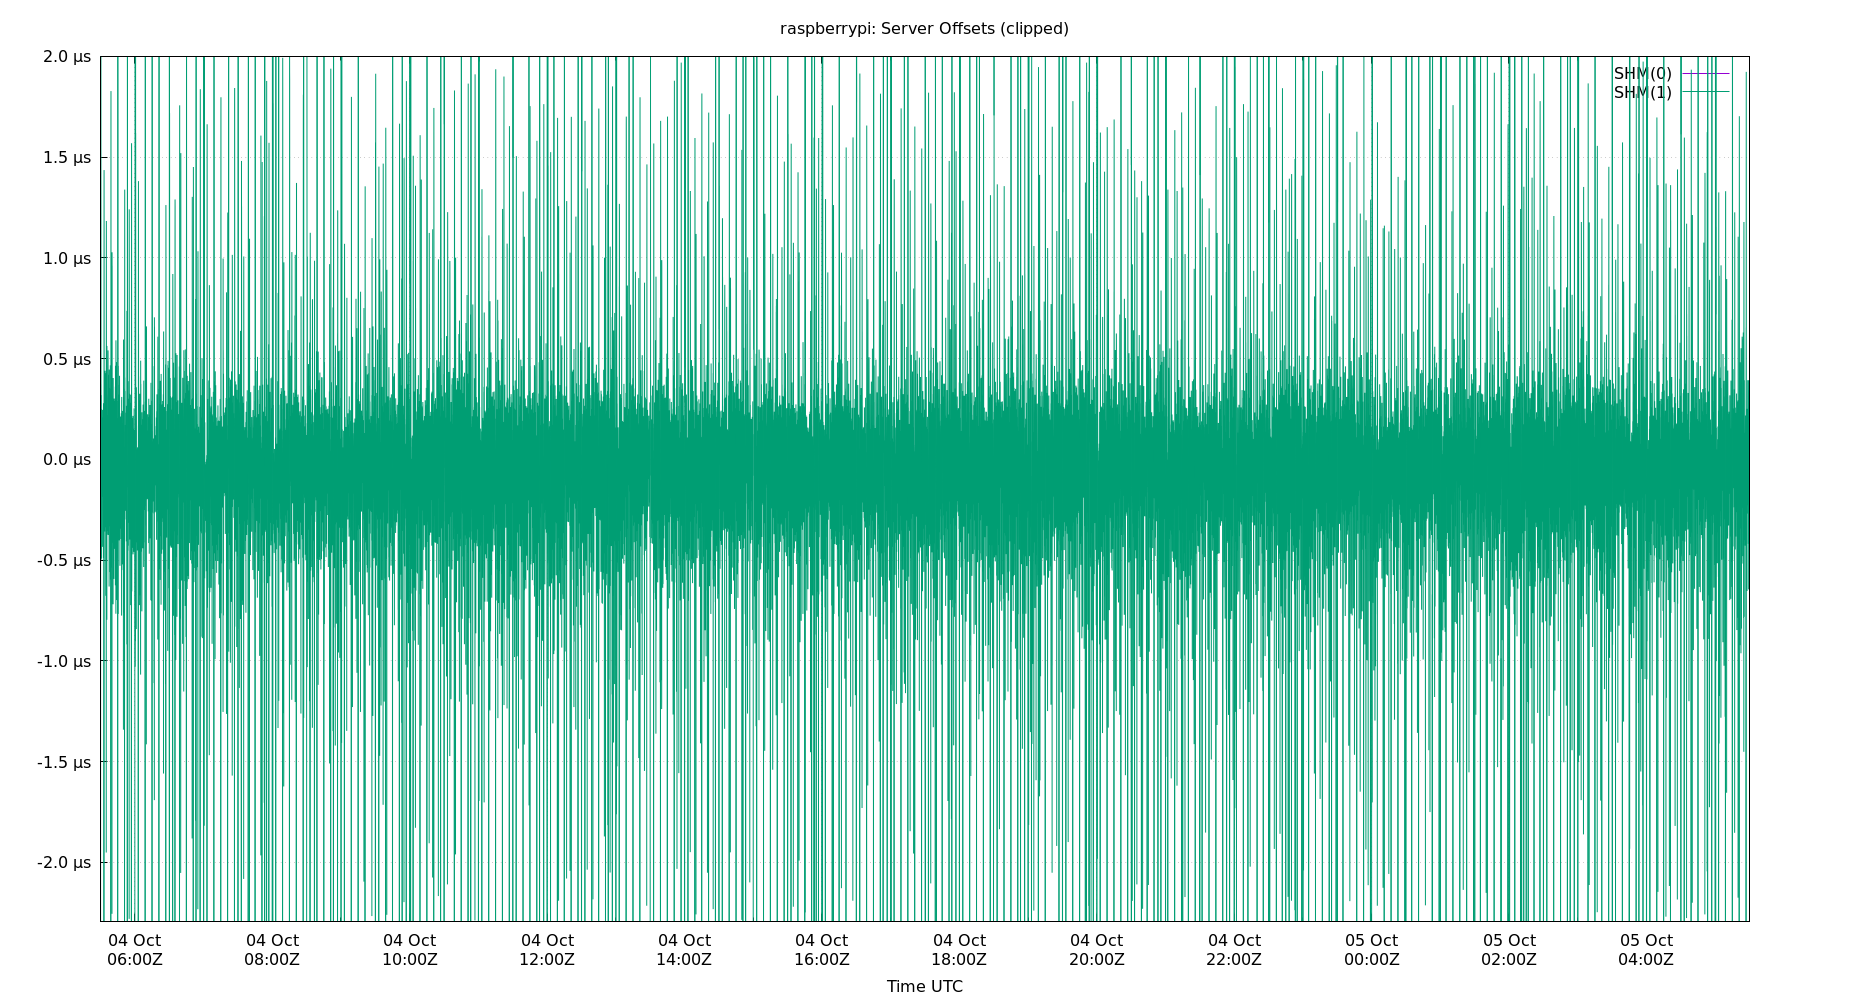 raspberrypi: Server Offsets (clipped)
2.0 µs
SHM(0)
SHM(1)
1.5 µs
1.0 µs
0.5 µs
0.0 µs
-0.5 µs
-1.0 µs
-1.5 µs
-2.0 µs
04 Oct 04 Oct 04 Oct 04 Oct 04 Oct 04 Oct 04 Oct 04 Oct 04 Oct 05 Oct 05 Oct 05 Oct
06:00Z 08:00Z 10:00Z 12:00Z 14:00Z 16:00Z 18:00Z 20:00Z 22:00Z 00:00Z 02:00Z 04:00Z
Time UTC